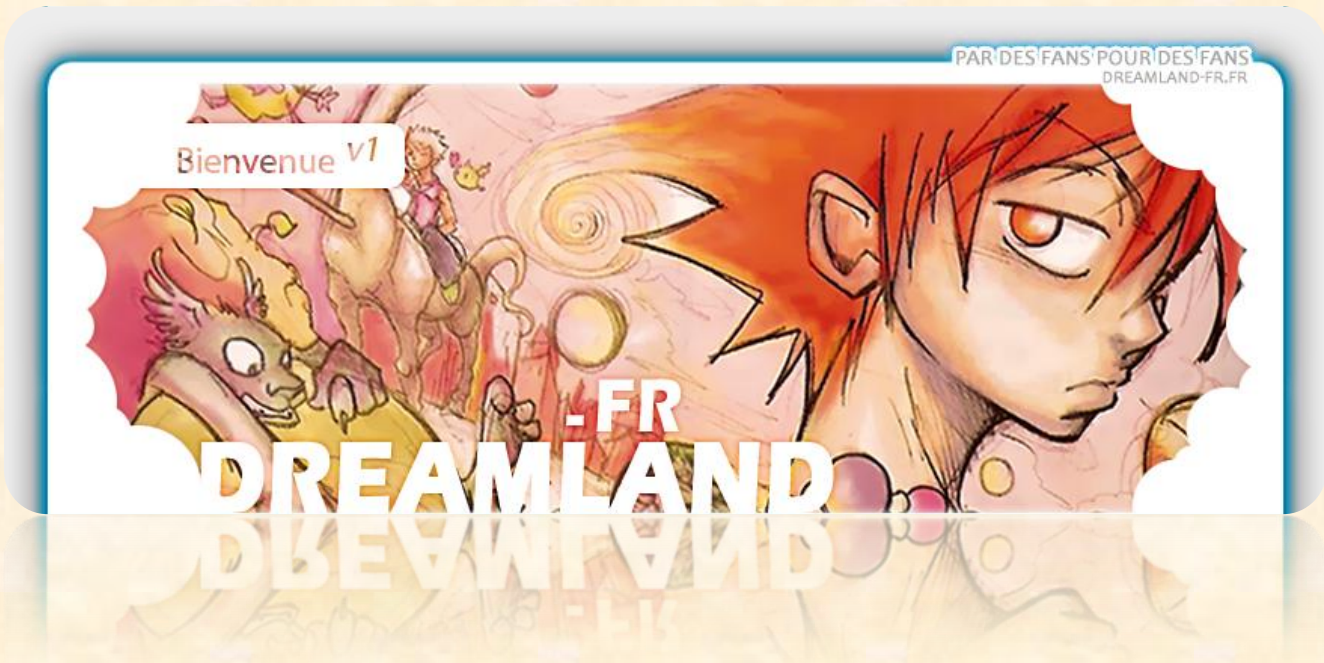 PAR DES FANS POUR DES FANS
DREAMLAND-FR.FR
Bienvenue v1
-FR
DREAMLAND